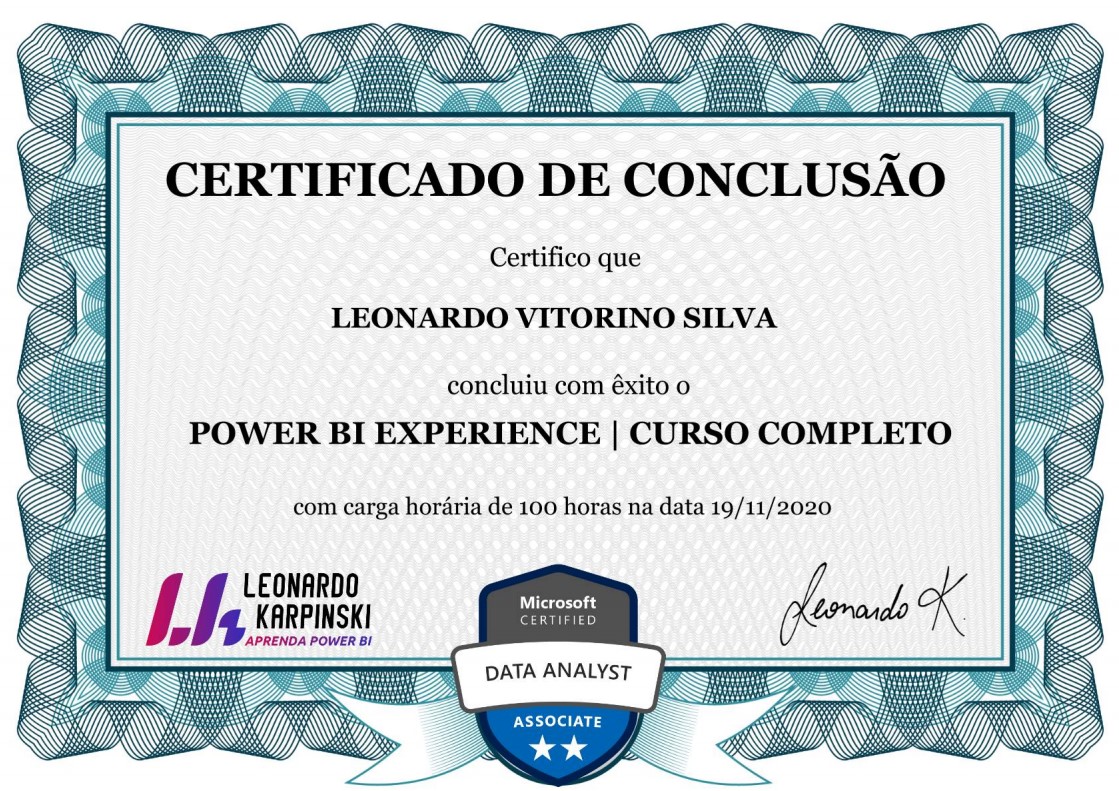 CERTIFICADO DE CONCLUSÃO
Certifico que
LEONARDO VITORINO SILVA
concluiu com êxito o
POWER BI EXPERIENCE | CURSO COMPLETO
com carga horária de 100 horas na data 19/11/2020
LEONARDO
KARPINSKI
APRENDA POWER BI
Microsoft
CERTIFIED
DATA ANALYST
ASSOCIATE
Leonardo K.